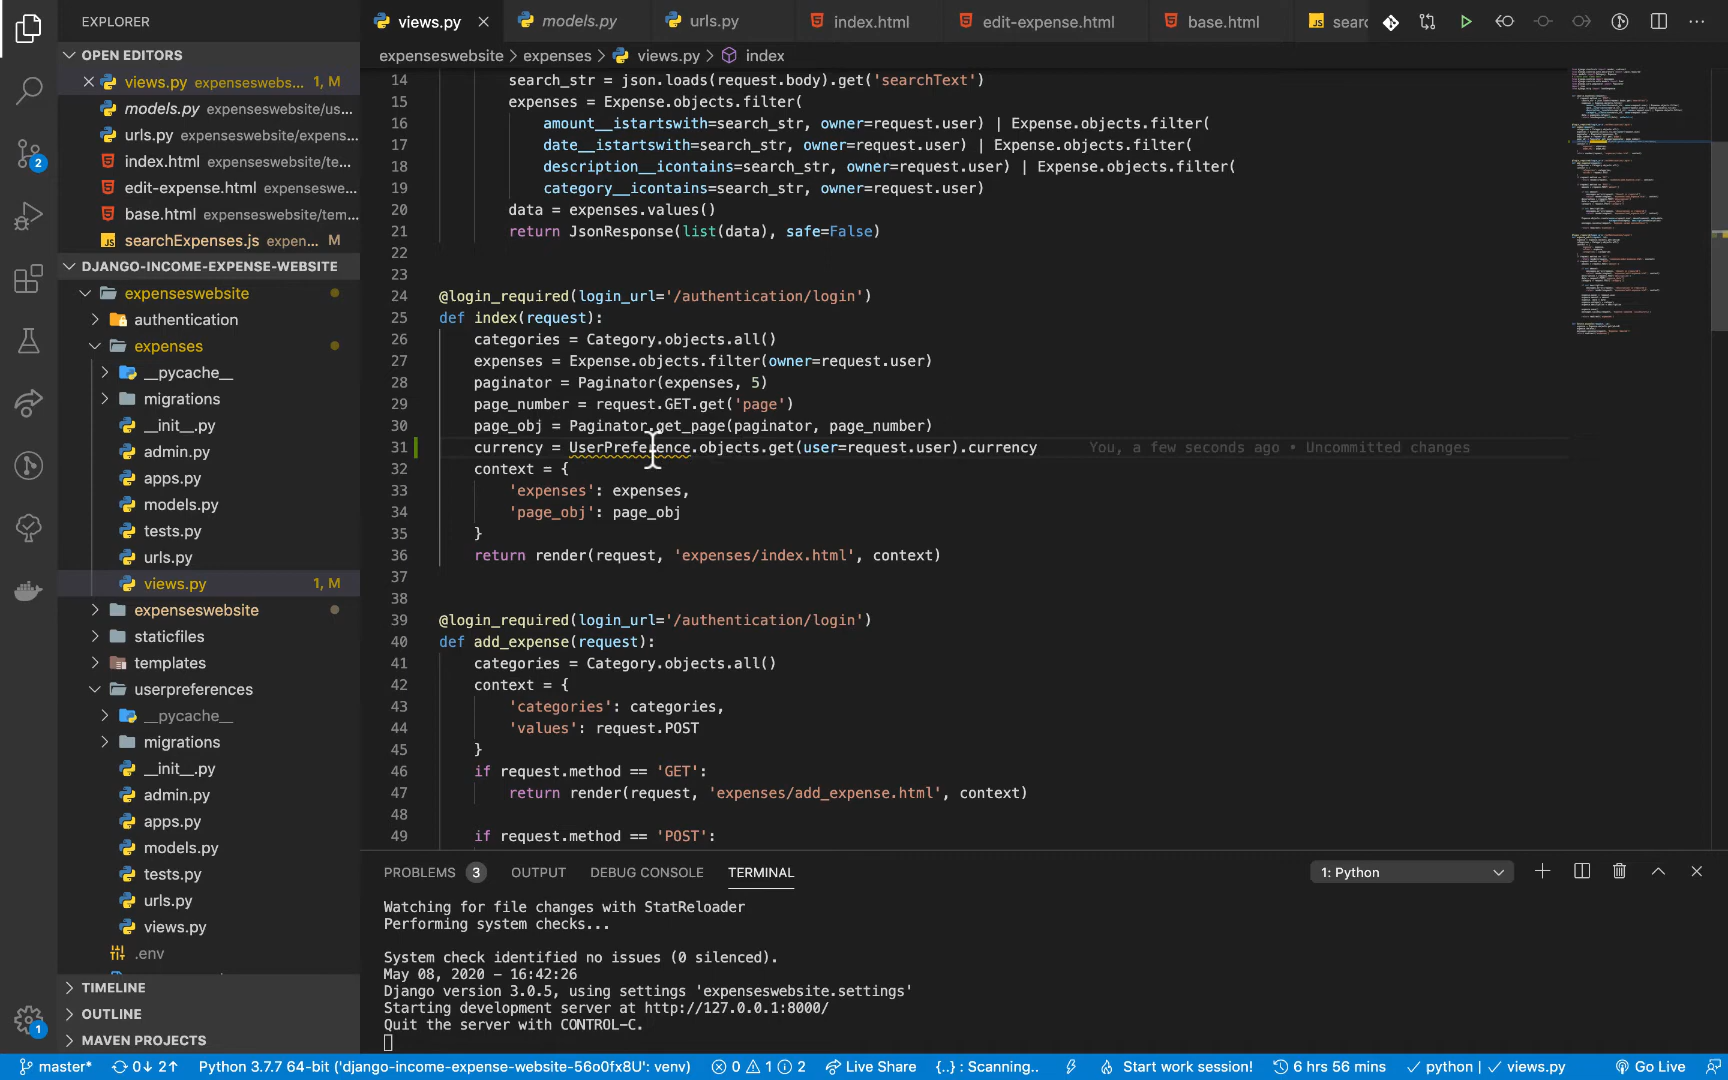 EXPLORER
OPEN EDITORS
views.py expenseswebs... 1, M
models.py expenseswebsite/us...
urls.py expenseswebsite/expens...
index.html expenseswebsite/te...
edit-expense.html expenseswebsite/...
base.html expenseswebsite/tem...
searchExpenses.js expen... M
DJANGO-INCOME-EXPENSE-WEBSITE
expenseswebsite
authentication
expenses
__pycache__
migrations
__init__.py
admin.py
apps.py
models.py
tests.py
urls.py
views.py 1, M
expenseswebsite
staticfiles
templates
userpreferences
__pycache__
migrations
__init__.py
admin.py
apps.py
models.py
tests.py
urls.py
views.py
.env
TIMELINE
OUTLINE
MAVEN PROJECTS
2
1
views.py models.py urls.py index.html edit-expense.html base.html searc
expenseswebsite > expenses > views.py > index
14 search_str = json.loads(request.body).get('searchText')
15 expenses = Expense.objects.filter(
16 amount__istartswith=search_str, owner=request.user) | Expense.objects.filter(
17 date__istartswith=search_str, owner=request.user) | Expense.objects.filter(
18 description__icontains=search_str, owner=request.user) | Expense.objects.filter(
19 category__icontains=search_str, owner=request.user)
20 data = expenses.values()
21 return JsonResponse(list(data), safe=False)
22
23
24 @login_required(login_url='/authentication/login')
25 def index(request):
26 categories = Category.objects.all()
27 expenses = Expense.objects.filter(owner=request.user)
28 paginator = Paginator(expenses, 5)
29 page_number = request.GET.get('page')
30 page_obj = Paginator.get_page(paginator, page_number)
31 currency = UserPreference.objects.get(user=request.user).currency You, a few seconds ago • Uncommitted changes
32 context = {
33 'expenses': expenses,
34 'page_obj': page_obj
35 }
36 return render(request, 'expenses/index.html', context)
37
38
39 @login_required(login_url='/authentication/login')
40 def add_expense(request):
41 categories = Category.objects.all()
42 context = {
43 'categories': categories,
44 'values': request.POST
45 }
46 if request.method == 'GET':
47 return render(request, 'expenses/add_expense.html', context)
48
49 if request.method == 'POST':
PROBLEMS 3 OUTPUT DEBUG CONSOLE TERMINAL 1: Python
Watching for file changes with StatReloader
Performing system checks...
System check identified no issues (0 silenced).
May 08, 2020 - 16:42:26
Django version 3.0.5, using settings 'expenseswebsite.settings'
Starting development server at http://127.0.0.1:8000/
Quit the server with CONTROL-C.
master* 0↓ 2↑ Python 3.7.7 64-bit ('django-income-expense-website-56o0fx8U': venv) 0 1 2 Live Share {..} : Scanning.. Start work session! 6 hrs 56 mins python | views.py Go Live